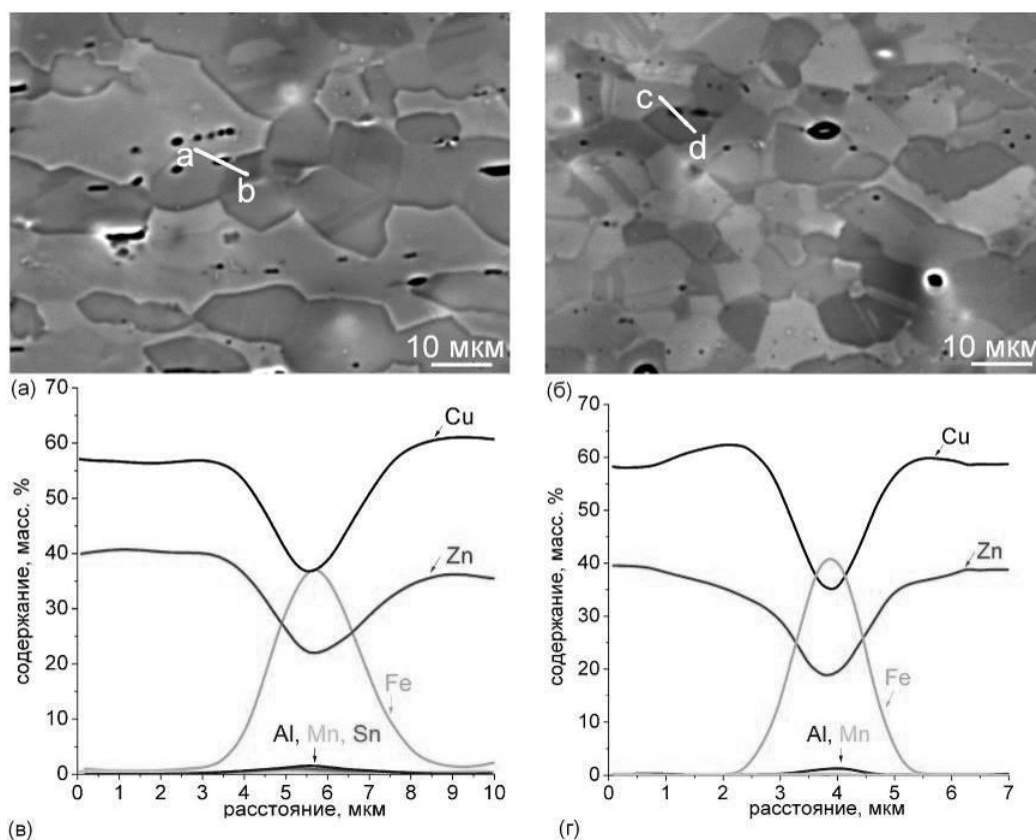 a
b
10 мкм
c
d
10 мкм
(а)
(б)
70
60
50
40
30
20
10
0
содержание, масс. %
Cu
Zn
Fe
Al, Mn, Sn
0 1 2 3 4 5 6 7 8 9 10
расстояние, мкм
(в)
70
60
50
40
30
20
10
0
содержание, масс. %
Cu
Zn
Fe
Al, Mn
0 1 2 3 4 5 6 7
расстояние, мкм
(г)